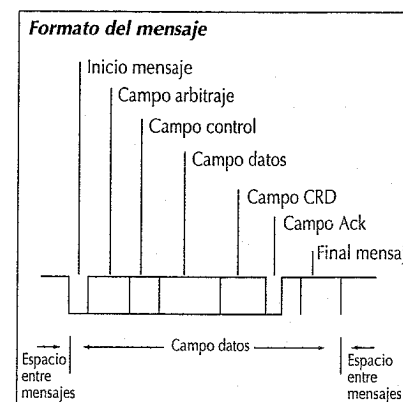 Formato del mensaje
Inicio mensaje
Campo arbitraje
Campo control
Campo datos
Campo CRD
Campo Ack
Final mensa
Campo datos
Espacio
entre
mensajes
Espacio
entre
mensajes